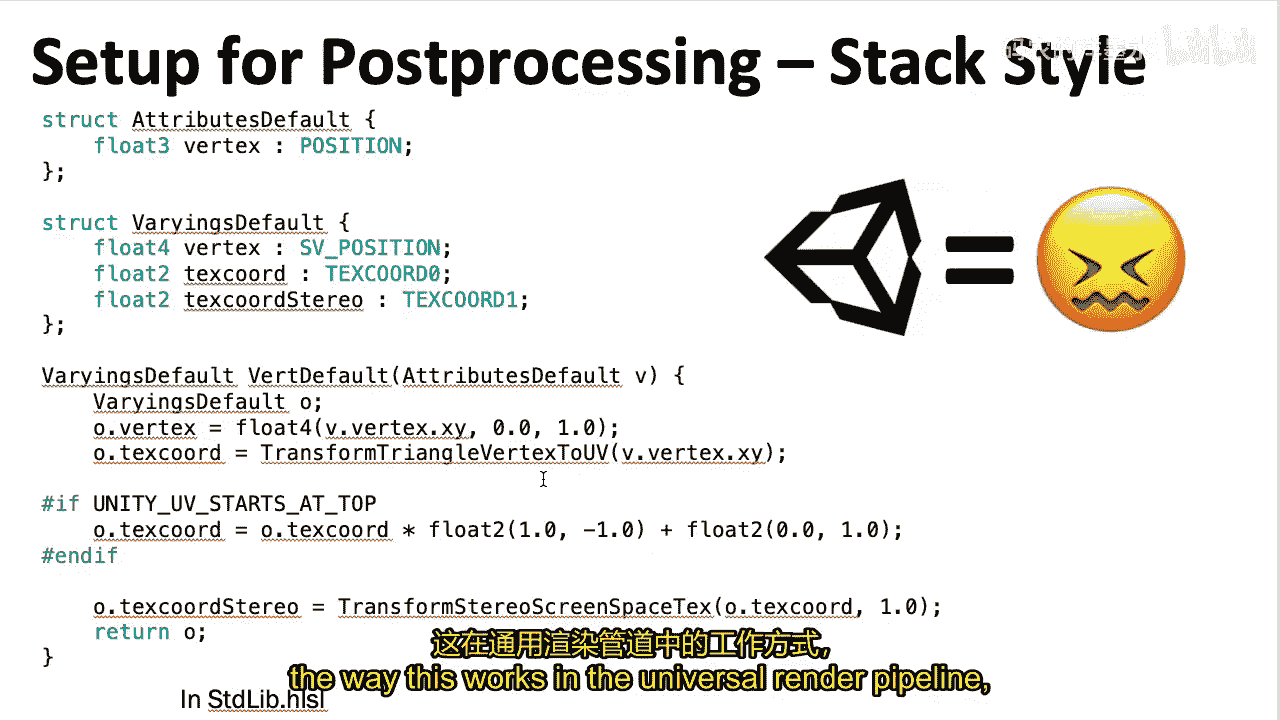 Setup for Postprocessing – Stack Style
struct AttributesDefault {
float3 vertex : POSITION;
};
struct VaryingsDefault {
float4 vertex : SV_POSITION;
float2 texcoord : TEXCOORD0;
float2 texcoordStereo : TEXCOORD1;
};
VaryingsDefault VertDefault(AttributesDefault v) {
VaryingsDefault o;
o.vertex = float4(v.vertex.xy, 0.0, 1.0);
o.texcoord = TransformTriangleVertexToUV(v.vertex.xy);
#if UNITY_UV_STARTS_AT_TOP
o.texcoord = o.texcoord * float2(1.0, -1.0) + float2(0.0, 1.0);
#endif
o.texcoordStereo = TransformStereoScreenSpaceTex(o.texcoord, 1.0);
return o;
}
这在通用渲染管道中的工作方式，
the way this works in the universal render pipeline,
In StdLib.hlsl